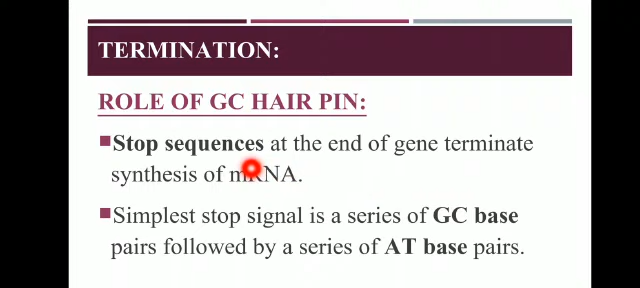 TERMINATION:
ROLE OF GC HAIR PIN:
Stop sequences at the end of gene terminate
synthesis of mRNA.
Simplest stop signal is a series of GC base
pairs followed by a series of AT base pairs.